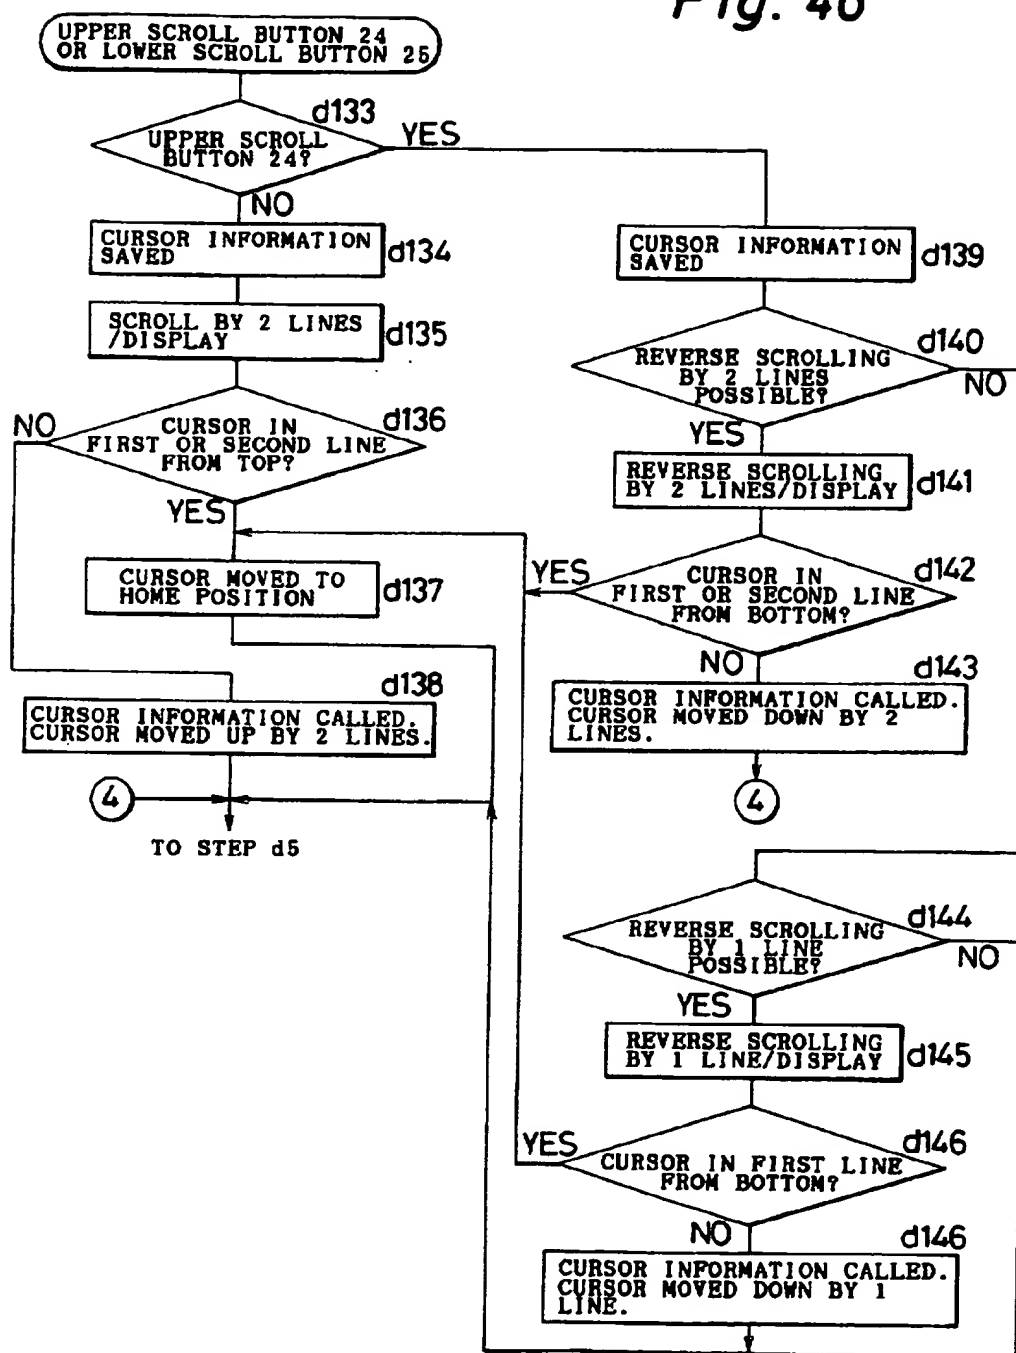 Fig. 46
UPPER SCROLL BUTTON 24
OR LOWER SCROLL BUTTON 25
d133
UPPER SCROLL
BUTTON 24?
YES
NO
CURSOR INFORMATION
SAVED
d134
SCROLL BY 2 LINES
/DISPLAY
d135
d136
CURSOR IN
FIRST OR SECOND LINE
FROM TOP?
NO
YES
CURSOR MOVED TO
HOME POSITION
d137
d138
CURSOR INFORMATION CALLED.
CURSOR MOVED UP BY 2 LINES.
4
TO STEP d5
CURSOR INFORMATION
SAVED
d139
d140
REVERSE SCROLLING
BY 2 LINES
POSSIBLE?
NO
YES
REVERSE SCROLLING
BY 2 LINES/DISPLAY
d141
d142
YES
CURSOR IN
FIRST OR SECOND LINE
FROM BOTTOM?
NO
d143
CURSOR INFORMATION CALLED.
CURSOR MOVED DOWN BY 2
LINES.
4
d144
REVERSE SCROLLING
BY 1 LINE
POSSIBLE?
NO
YES
REVERSE SCROLLING
BY 1 LINE/DISPLAY
d145
d146
YES
CURSOR IN FIRST LINE
FROM BOTTOM?
NO
d146
CURSOR INFORMATION CALLED.
CURSOR MOVED DOWN BY 1
LINE.